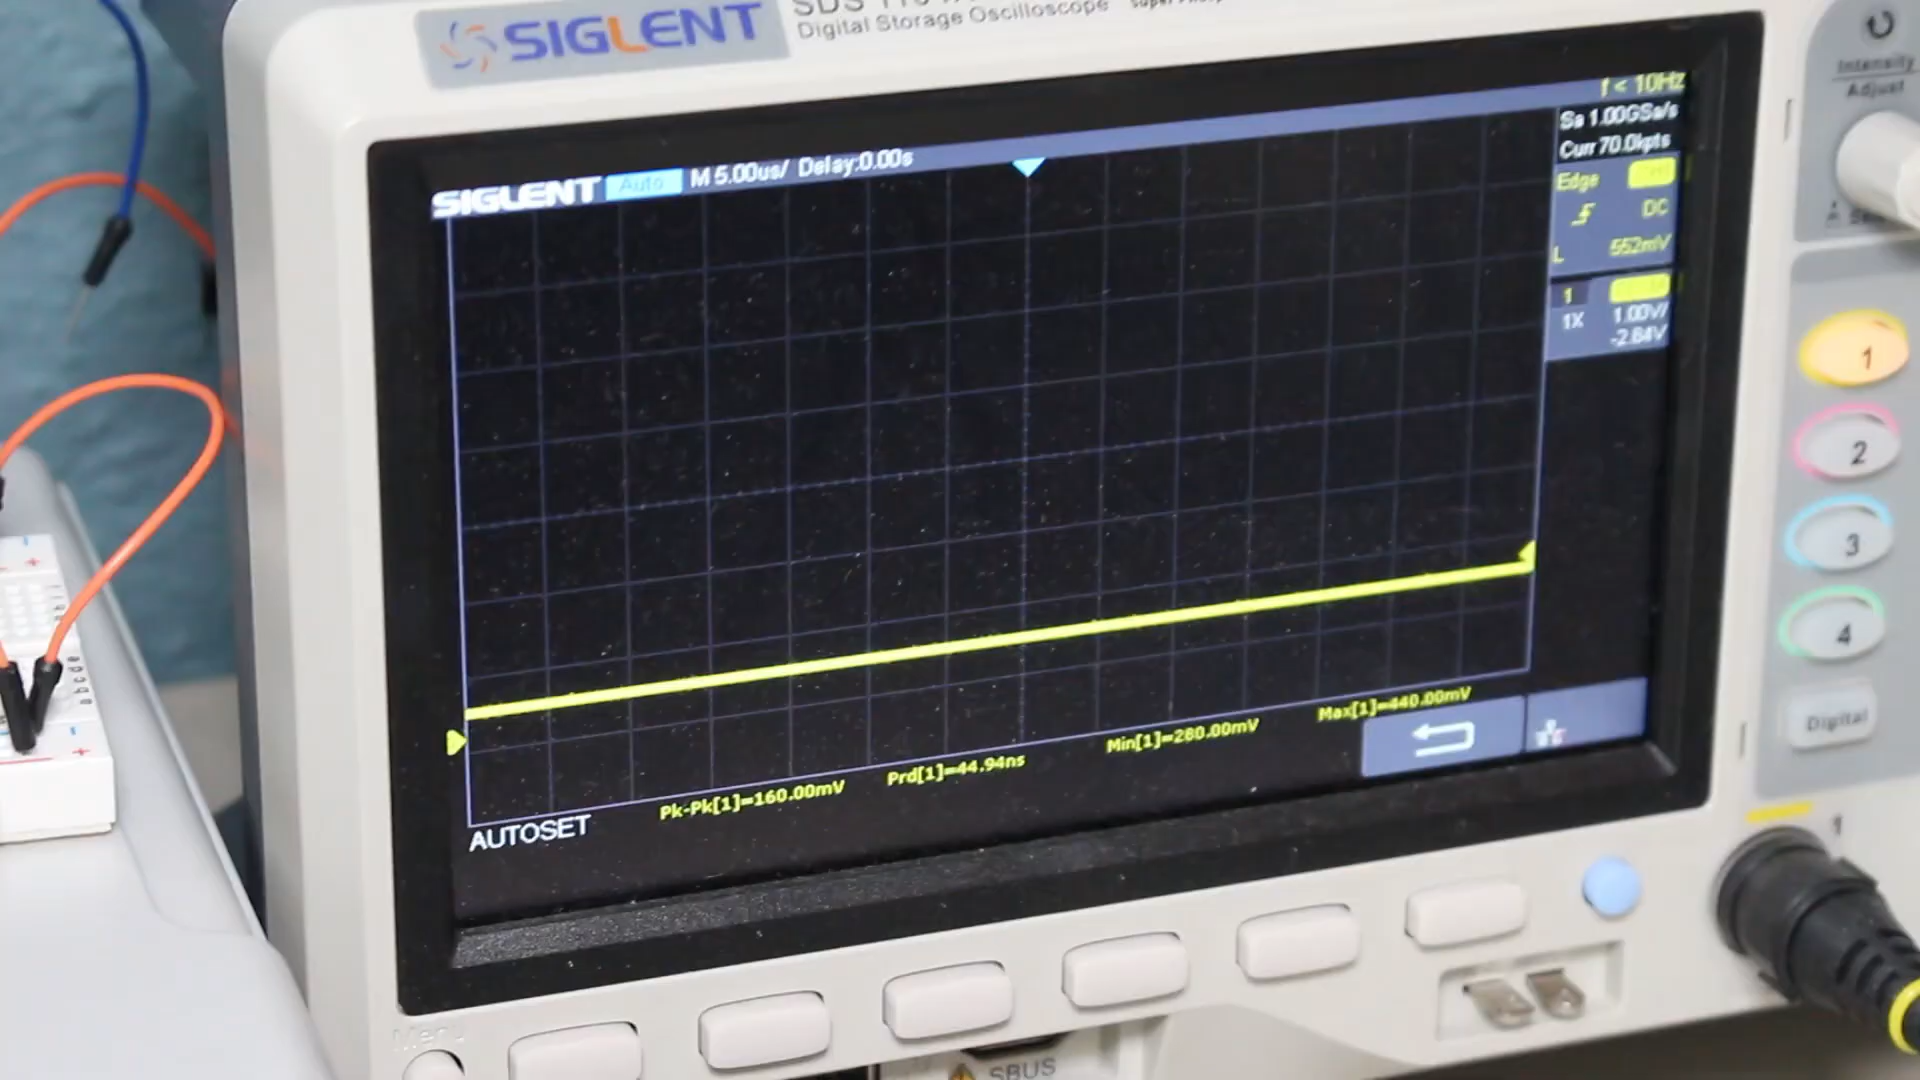 SIGLENT
Digital Storage Oscilloscope
Intensity
Adjust
f < 10Hz
SIGLENT Auto M 5.00us/ Delay:0.00s
Sa 1.00GSa/s
Curr 70.0kpts
Edge
DC
L 552mV
1
1X 1.00V/
-2.84V
1
2
3
4
Digital
Pk-Pk[1]=160.00mV Prd[1]=44.94ns Min[1]=280.00mV Max[1]=440.00mV
AUTOSET
1
Menu
SBUS
a b c d e